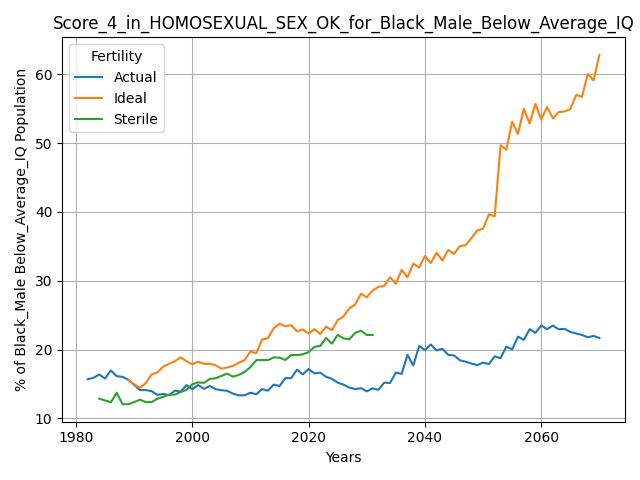 Score_4_in_HOMOSEXUAL_SEX_OK_for_Black_Male_Below_Average_IQ
Fertility
Actual
Ideal
Sterile
% of Black_Male Below_Average_IQ Population
60
50
40
30
20
10
1980
2000
2020
2040
2060
Years